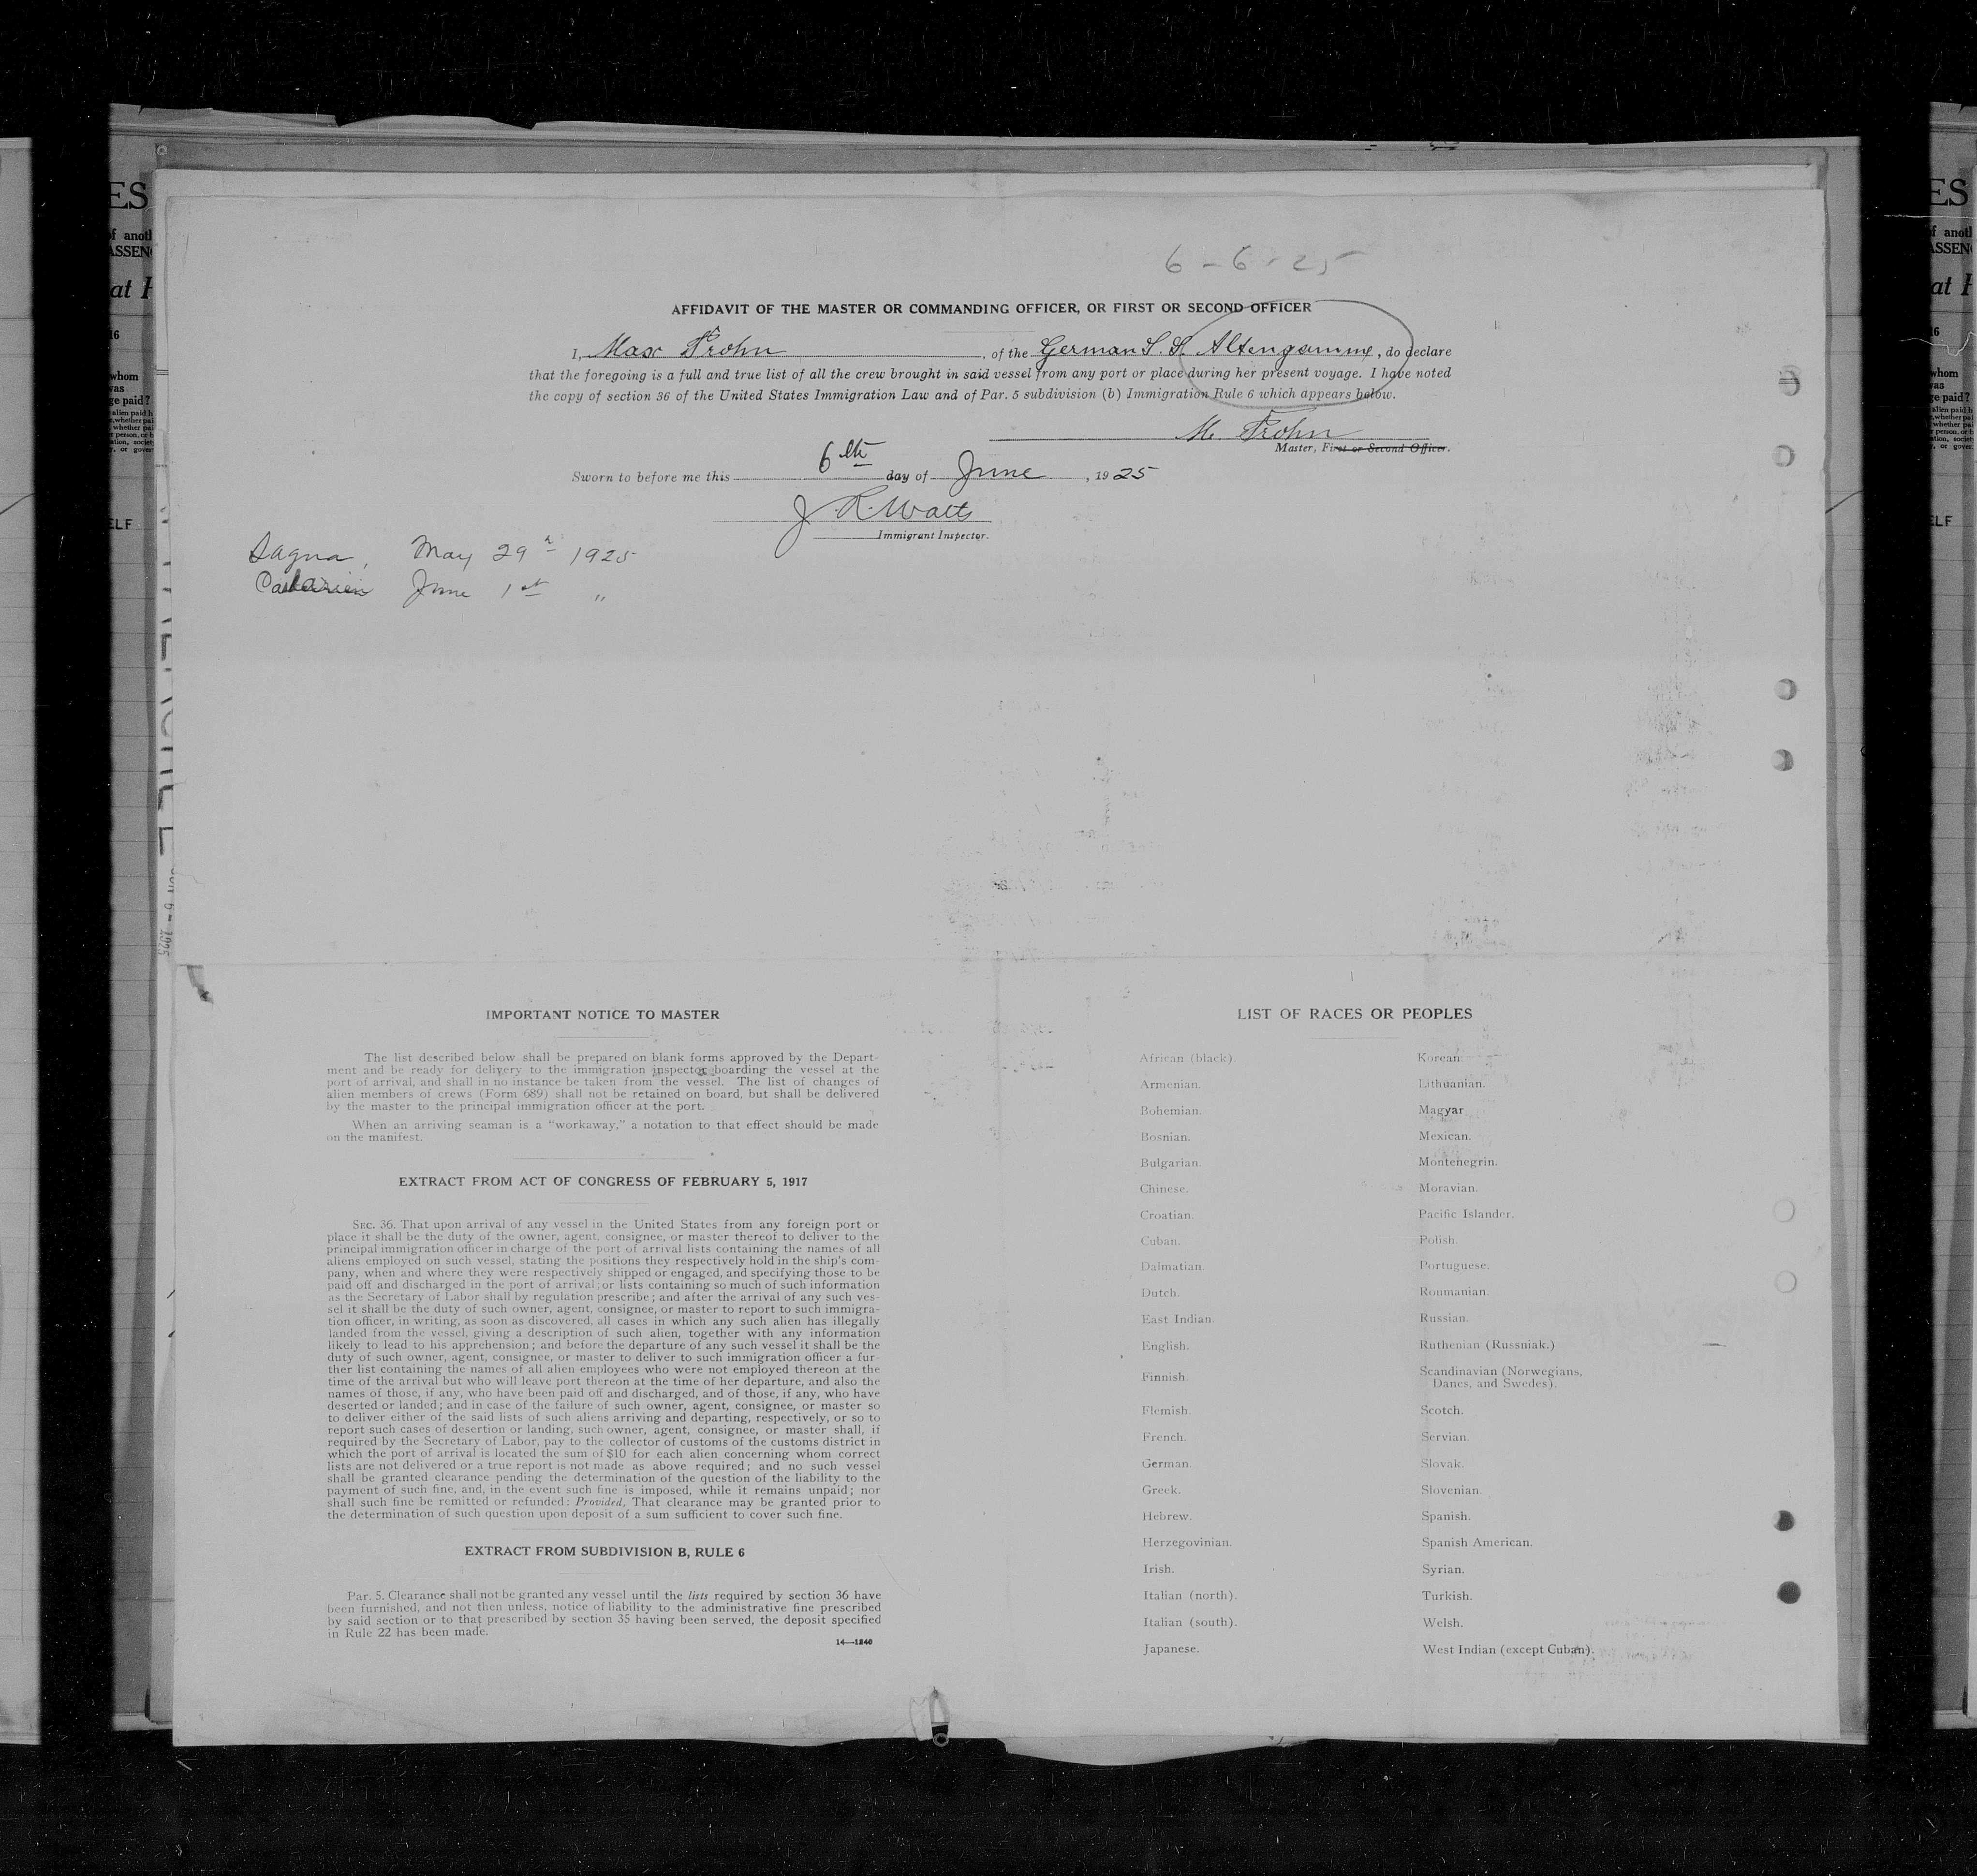 6-6-25
AFFIDAVIT OF THE MASTER OR COMMANDING OFFICER, OR FIRST OR SECOND OFFICER
I, Max Frohn, of the German S. S. Altengamme, do declare
that the foregoing is a full and true list of all the crew brought in said vessel from any port or place during her present voyage. I have noted
the copy of section 36 of the United States Immigration Law and of Par. 5 subdivision (b) Immigration Rule 6 which appears below.
M. Frohn
Master, First or Second Officer.
Sworn to before me this 6th day of June, 1925
J. R. Watts
Immigrant Inspector.
Sagua, May 29th 1925
Caibarien June 1st "
IMPORTANT NOTICE TO MASTER
The list described below shall be prepared on blank forms approved by the Depart-
ment and be ready for delivery to the immigration inspector boarding the vessel at the
port of arrival, and shall in no instance be taken from the vessel. The list of changes of
alien members of crews (Form 689) shall not be retained on board, but shall be delivered
by the master to the principal immigration officer at the port.
When an arriving seaman is a "workaway," a notation to that effect should be made
on the manifest.
EXTRACT FROM ACT OF CONGRESS OF FEBRUARY 5, 1917
SEC. 36. That upon arrival of any vessel in the United States from any foreign port or
place it shall be the duty of the owner, agent, consignee, or master thereof to deliver to the
principal immigration officer in charge of the port of arrival lists containing the names of all
aliens employed on such vessel, stating the positions they respectively hold in the ship's com-
pany, when and where they were respectively shipped or engaged, and specifying those to be
paid off and discharged in the port of arrival; or lists containing so much of such information
as the Secretary of Labor shall by regulation prescribe; and after the arrival of any such ves-
sel it shall be the duty of such owner, agent, consignee, or master to report to such immigra-
tion officer, in writing, as soon as discovered, all cases in which any such alien has illegally
landed from the vessel, giving a description of such alien, together with any information
likely to lead to his apprehension; and before the departure of any such vessel it shall be the
duty of such owner, agent, consignee, or master to deliver to such immigration officer a fur-
ther list containing the names of all alien employees who were not employed thereon at the
time of the arrival but who will leave port thereon at the time of her departure, and also the
names of those, if any, who have been paid off and discharged, and of those, if any, who have
deserted or landed; and in case of the failure of such owner, agent, consignee, or master so
to deliver either of the said lists of such aliens arriving and departing, respectively, or so to
report such cases of desertion or landing, such owner, agent, consignee, or master shall, if
required by the Secretary of Labor, pay to the collector of customs of the customs district in
which the port of arrival is located the sum of $10 for each alien concerning whom correct
lists are not delivered or a true report is not made as above required; and no such vessel
shall be granted clearance pending the determination of the question of the liability to the
payment of such fine, and, in the event such fine is imposed, while it remains unpaid; nor
shall such fine be remitted or refunded: Provided, That clearance may be granted prior to
the determination of such question upon deposit of a sum sufficient to cover such fine.
EXTRACT FROM SUBDIVISION B, RULE 6
Par. 5. Clearance shall not be granted any vessel until the lists required by section 36 have
been furnished, and not then unless, notice of liability to the administrative fine prescribed
by said section or to that prescribed by section 35 having been served, the deposit specified
in Rule 22 has been made.
14—1240
LIST OF RACES OR PEOPLES
African (black).
Armenian.
Bohemian.
Bosnian.
Bulgarian.
Chinese.
Croatian.
Cuban.
Dalmatian.
Dutch.
East Indian.
English.
Finnish.
Flemish.
French.
German.
Greek.
Hebrew.
Herzegovinian.
Irish.
Italian (north).
Italian (south).
Japanese.
Korean.
Lithuanian.
Magyar.
Mexican.
Montenegrin.
Moravian.
Pacific Islander.
Polish.
Portuguese.
Roumanian.
Russian.
Ruthenian (Russniak.)
Scandinavian (Norwegians,
Danes, and Swedes).
Scotch.
Servian.
Slovak.
Slovenian.
Spanish.
Spanish American.
Syrian.
Turkish.
Welsh.
West Indian (except Cuban).